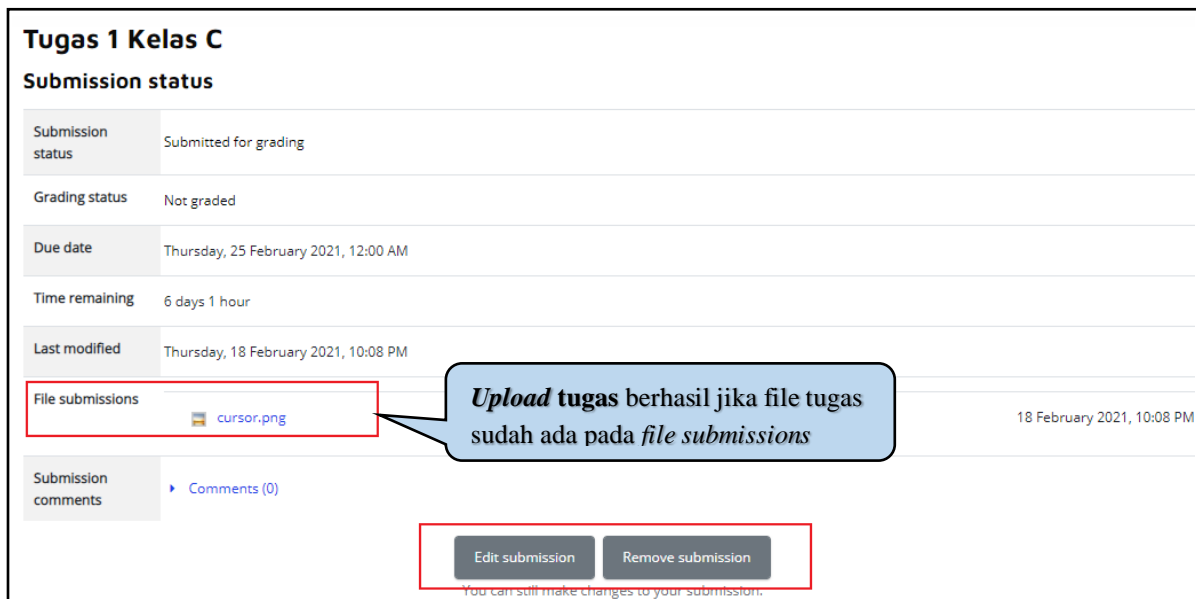 Tugas 1 Kelas C
Submission status
Submission
status
Submitted for grading
Grading status
Not graded
Due date
Thursday, 25 February 2021, 12:00 AM
Time remaining
6 days 1 hour
Last modified
Thursday, 18 February 2021, 10:08 PM
File submissions
cursor.png
18 February 2021, 10:08 PM
Upload tugas berhasil jika file tugas
sudah ada pada file submissions
Submission
comments
Comments (0)
Edit submission
Remove submission
You can still make changes to your submission.